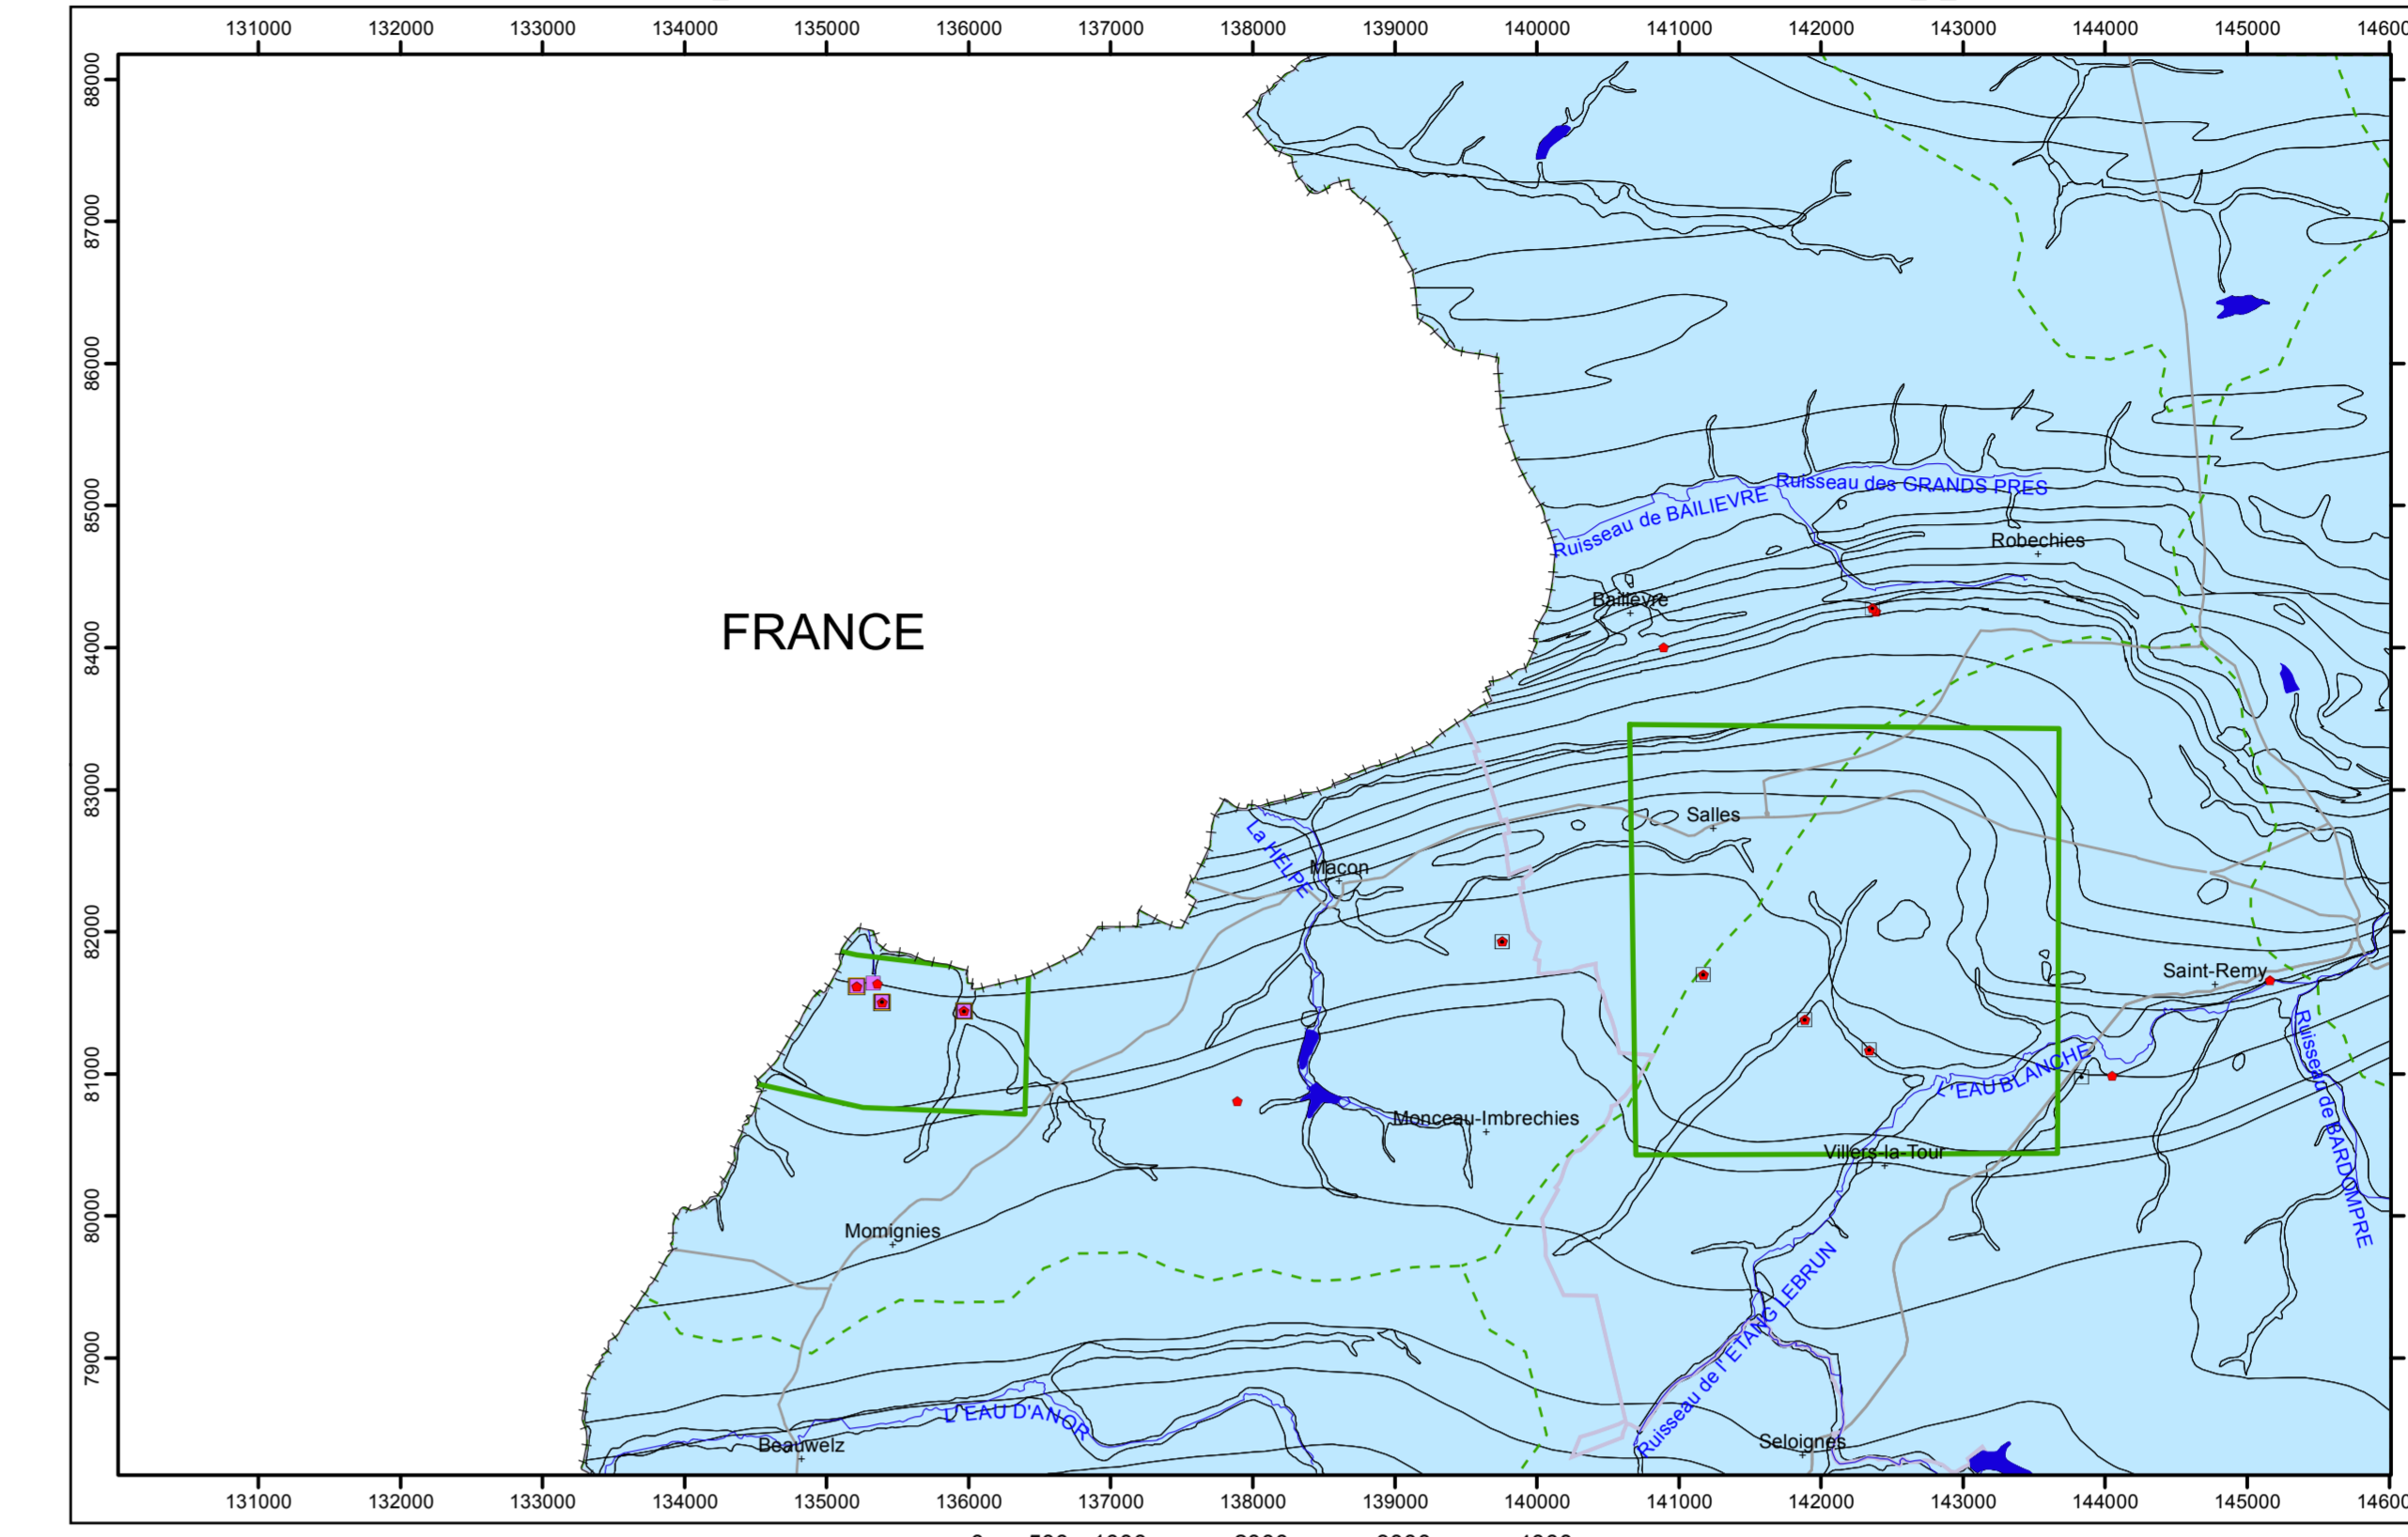 131000 132000 133000 134000 135000 136000 137000 138000 139000 140000 141000 142000 143000 144000 145000
88000
87000
86000
85000
84000
83000
82000
81000
80000
79000
Ruisseau des GRANDS PRES
Ruisseau de BAILIEVRE
Robechies
Baillièvre
FRANCE
Salles
La HELPE
Macon
Saint-Remy
L'EAU BLANCHE
Ruisseau de BARDOMPRE
Monceau-Imbrechies
Villers-la-Tour
Momignies
Ruisseau de l'ETANG LEBRUN
L'EAU D'ANOR
Beauwelz
Seloignes
131000 132000 133000 134000 135000 136000 137000 138000 139000 140000 141000 142000 143000 144000 145000